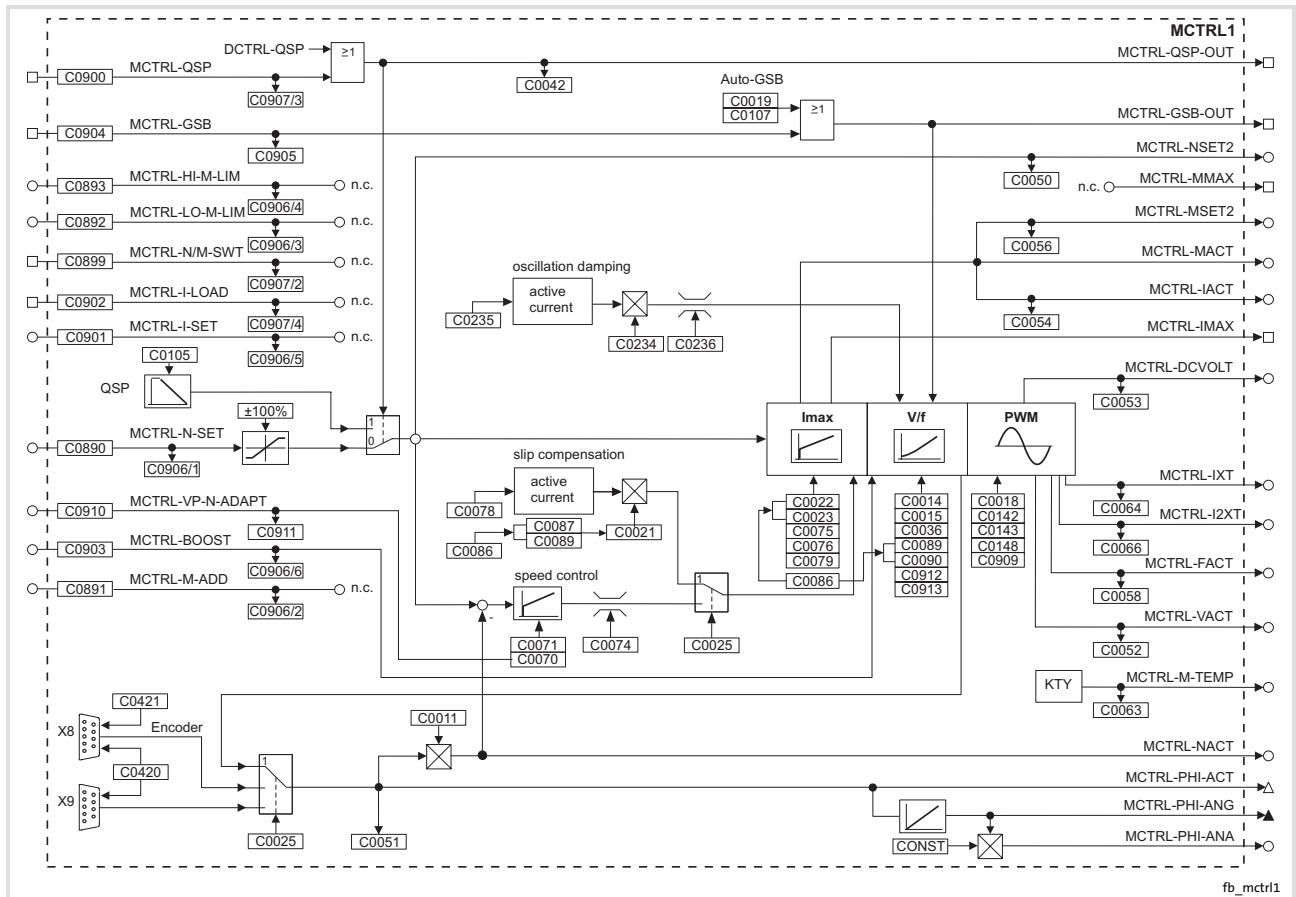 MCTRL1
DCTRL-QSP
≥1
MCTRL-QSP-OUT
C0900
MCTRL-QSP
C0907/3
C0042
Auto-GSB
C0019
C0107
≥1
MCTRL-GSB-OUT
C0904
MCTRL-GSB
C0905
MCTRL-NSET2
C0050
C0893
MCTRL-HI-M-LIM
n.c.
C0906/4
n.c.
MCTRL-MMAX
C0892
MCTRL-LO-M-LIM
n.c.
C0906/3
MCTRL-MSET2
C0056
C0899
MCTRL-N/M-SWT
n.c.
C0907/2
MCTRL-MACT
C0902
MCTRL-I-LOAD
n.c.
C0907/4
MCTRL-IACT
C0054
C0901
MCTRL-I-SET
n.c.
C0906/5
MCTRL-IMAX
oscillation damping
active
current
C0235
C0234
C0236
C0105
QSP
±100%
1
0
C0890
MCTRL-N-SET
C0906/1
MCTRL-DCVOLT
C0053
Imax
V/f
PWM
slip compensation
active
current
C0078
C0086
C0087
C0089
C0021
C0022
C0023
C0075
C0076
C0079
C0086
C0014
C0015
C0036
C0089
C0090
C0912
C0913
C0018
C0142
C0143
C0148
C0909
MCTRL-IXT
C0064
MCTRL-I2XT
C0066
MCTRL-FACT
C0058
MCTRL-VACT
C0052
C0910
MCTRL-VP-N-ADAPT
C0911
C0903
MCTRL-BOOST
C0906/6
C0891
MCTRL-M-ADD
n.c.
C0906/2
speed control
-
C0071
C0070
C0074
1
C0025
KTY
MCTRL-M-TEMP
C0063
C0421
X8
Encoder
C0420
X9
1
C0025
C0011
C0051
MCTRL-NACT
MCTRL-PHI-ACT
MCTRL-PHI-ANG
CONST
MCTRL-PHI-ANA
fb_mctrl1